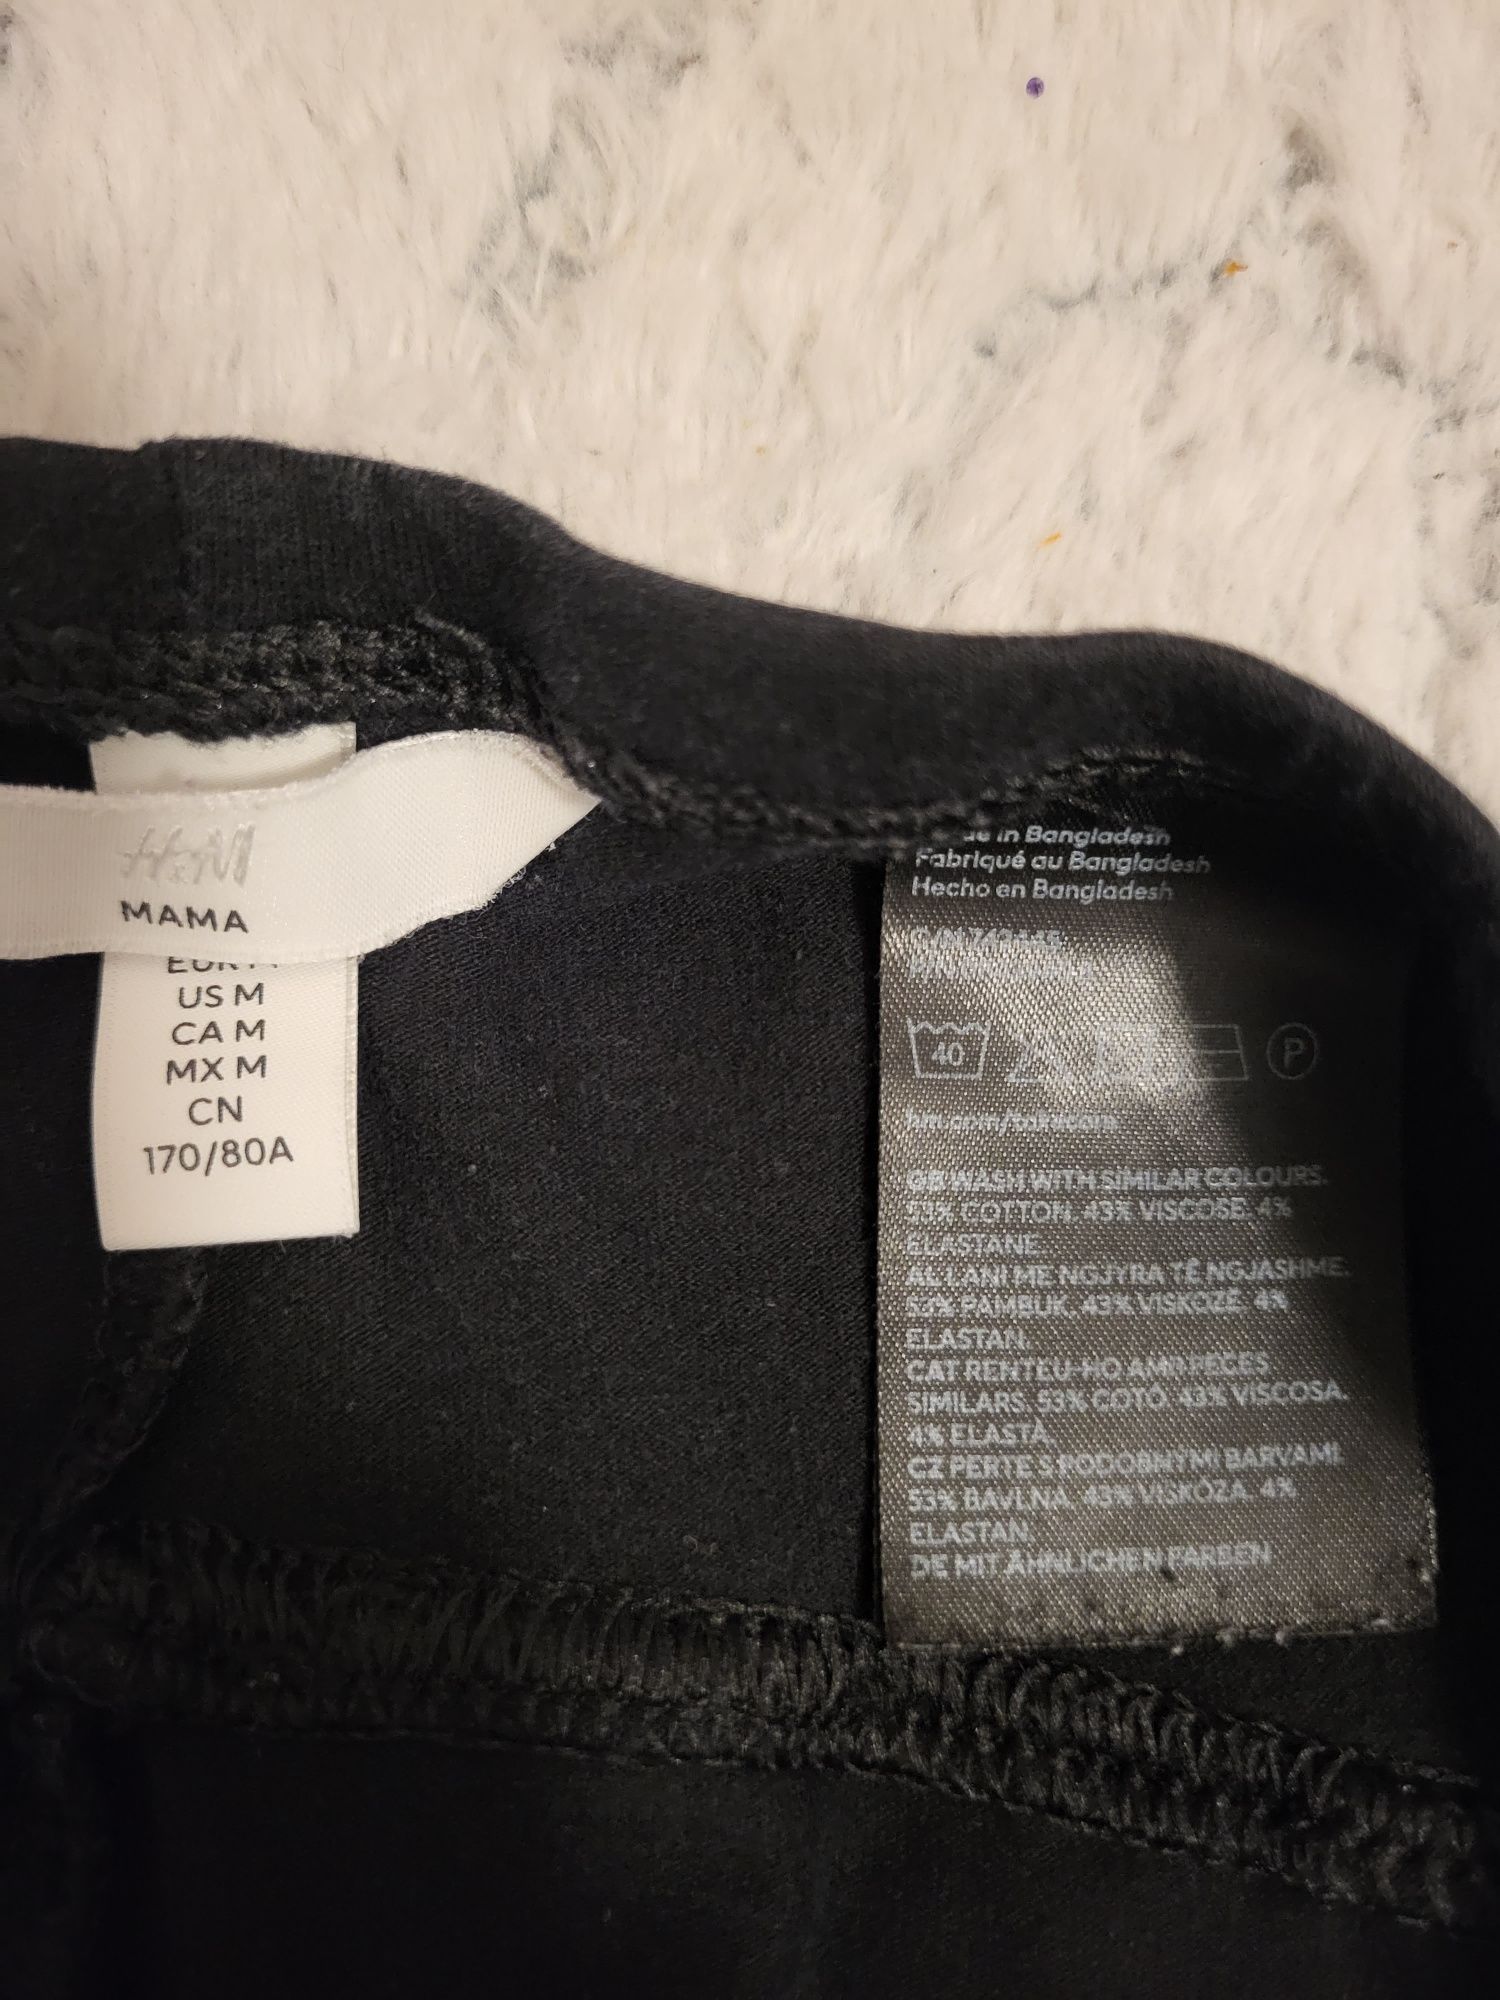 H&M
MAMA
US M
CA M
MX M
CN
170/80A
in Bangladesh
Fabriqué au Bangladesh
Hecho en Bangladesh
40
P
GB WASH WITH SIMILAR COLOURS.
53% COTTON. 43% VISCOSE. 4%
ELASTANE
AL LANI ME NGJYRA TË NGJASHME.
53% PAMBUK. 43% VISKOZË. 4%
ELASTAN.
CAT RENTEU-HO AMB PECES
SIMILARS. 53% COTÓ. 43% VISCOSA.
4% ELASTÀ.
CZ PERTE S PODOBNÝMI BARVAMI.
53% BAVLNA. 43% VISKÓZA. 4%
ELASTAN.
DE MIT ÄHNLICHEN FARBEN